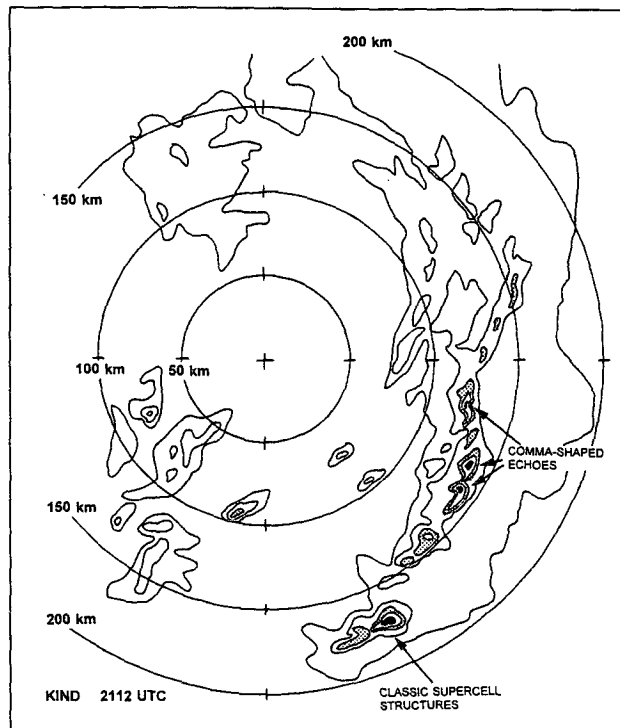 200 km
150 km
100 km
50 km
COMMA-SHAPED
ECHOES
150 km
200 km
KIND 2112 UTC
CLASSIC SUPERCELL
STRUCTURES